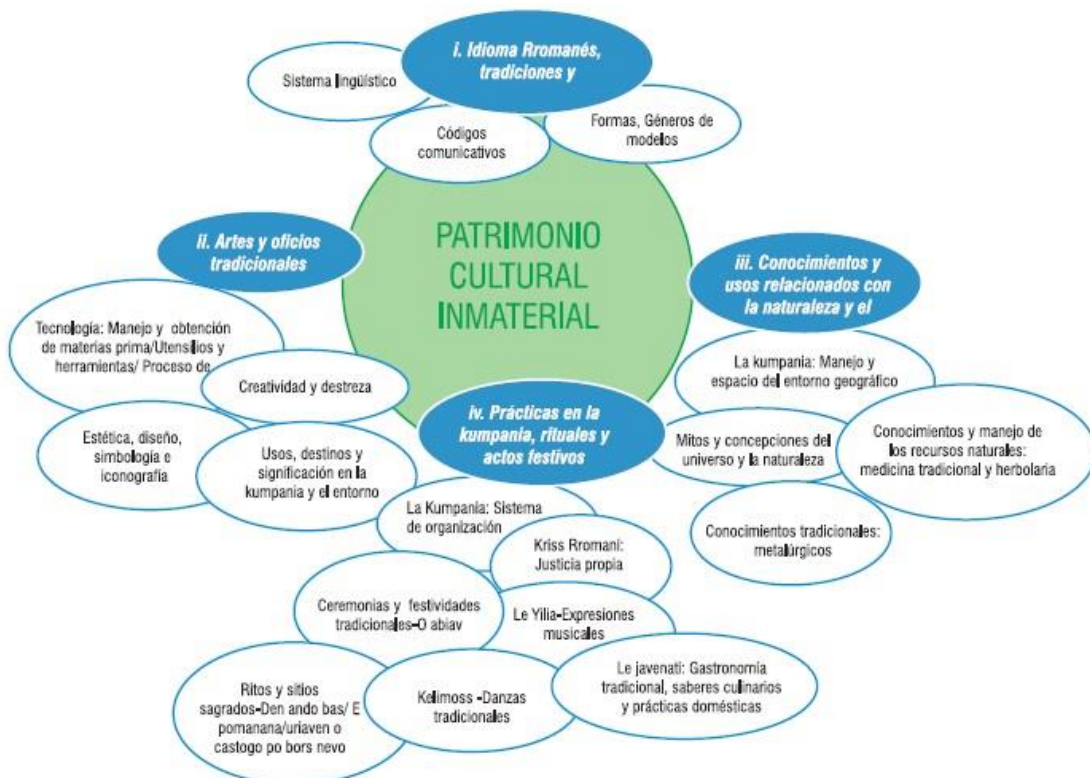 i. Idioma Rromanés,
tradiciones y
Sistema lingüístico
Códigos
comunicativos
Formas, Géneros de
modelos
PATRIMONIO
CULTURAL
INMATERIAL
ii. Artes y oficios
tradicionales
Tecnología: Manejo y obtención
de materias prima/Utensilios y
herramientas/ Proceso de
Creatividad y destreza
Estética, diseño,
simbología e
iconografía
Usos, destinos y
significación en la
kumpania y el entorno
iii. Conocimientos y
usos relacionados con
la naturaleza y el
La kumpania: Manejo y
espacio del entorno geográfico
Mitos y concepciones del
universo y la naturaleza
Conocimientos y manejo de
los recursos naturales:
medicina tradicional y herbolaria
Conocimientos tradicionales:
metalúrgicos
iv. Prácticas en la
kumpania, rituales y
actos festivos
La Kumpania: Sistema
de organización
Kriss Rromaní:
Justicia propia
Ceremonias y festividades
tradicionales-O abiav
Le Yilia-Expresiones
musicales
Ritos y sitios
sagrados-Den ando bas/ E
pomanana/uriaven o
castogo po bors nevo
Kelimoss -Danzas
tradicionales
Le javenati: Gastronomía
tradicional, saberes culinarios
y prácticas domésticas